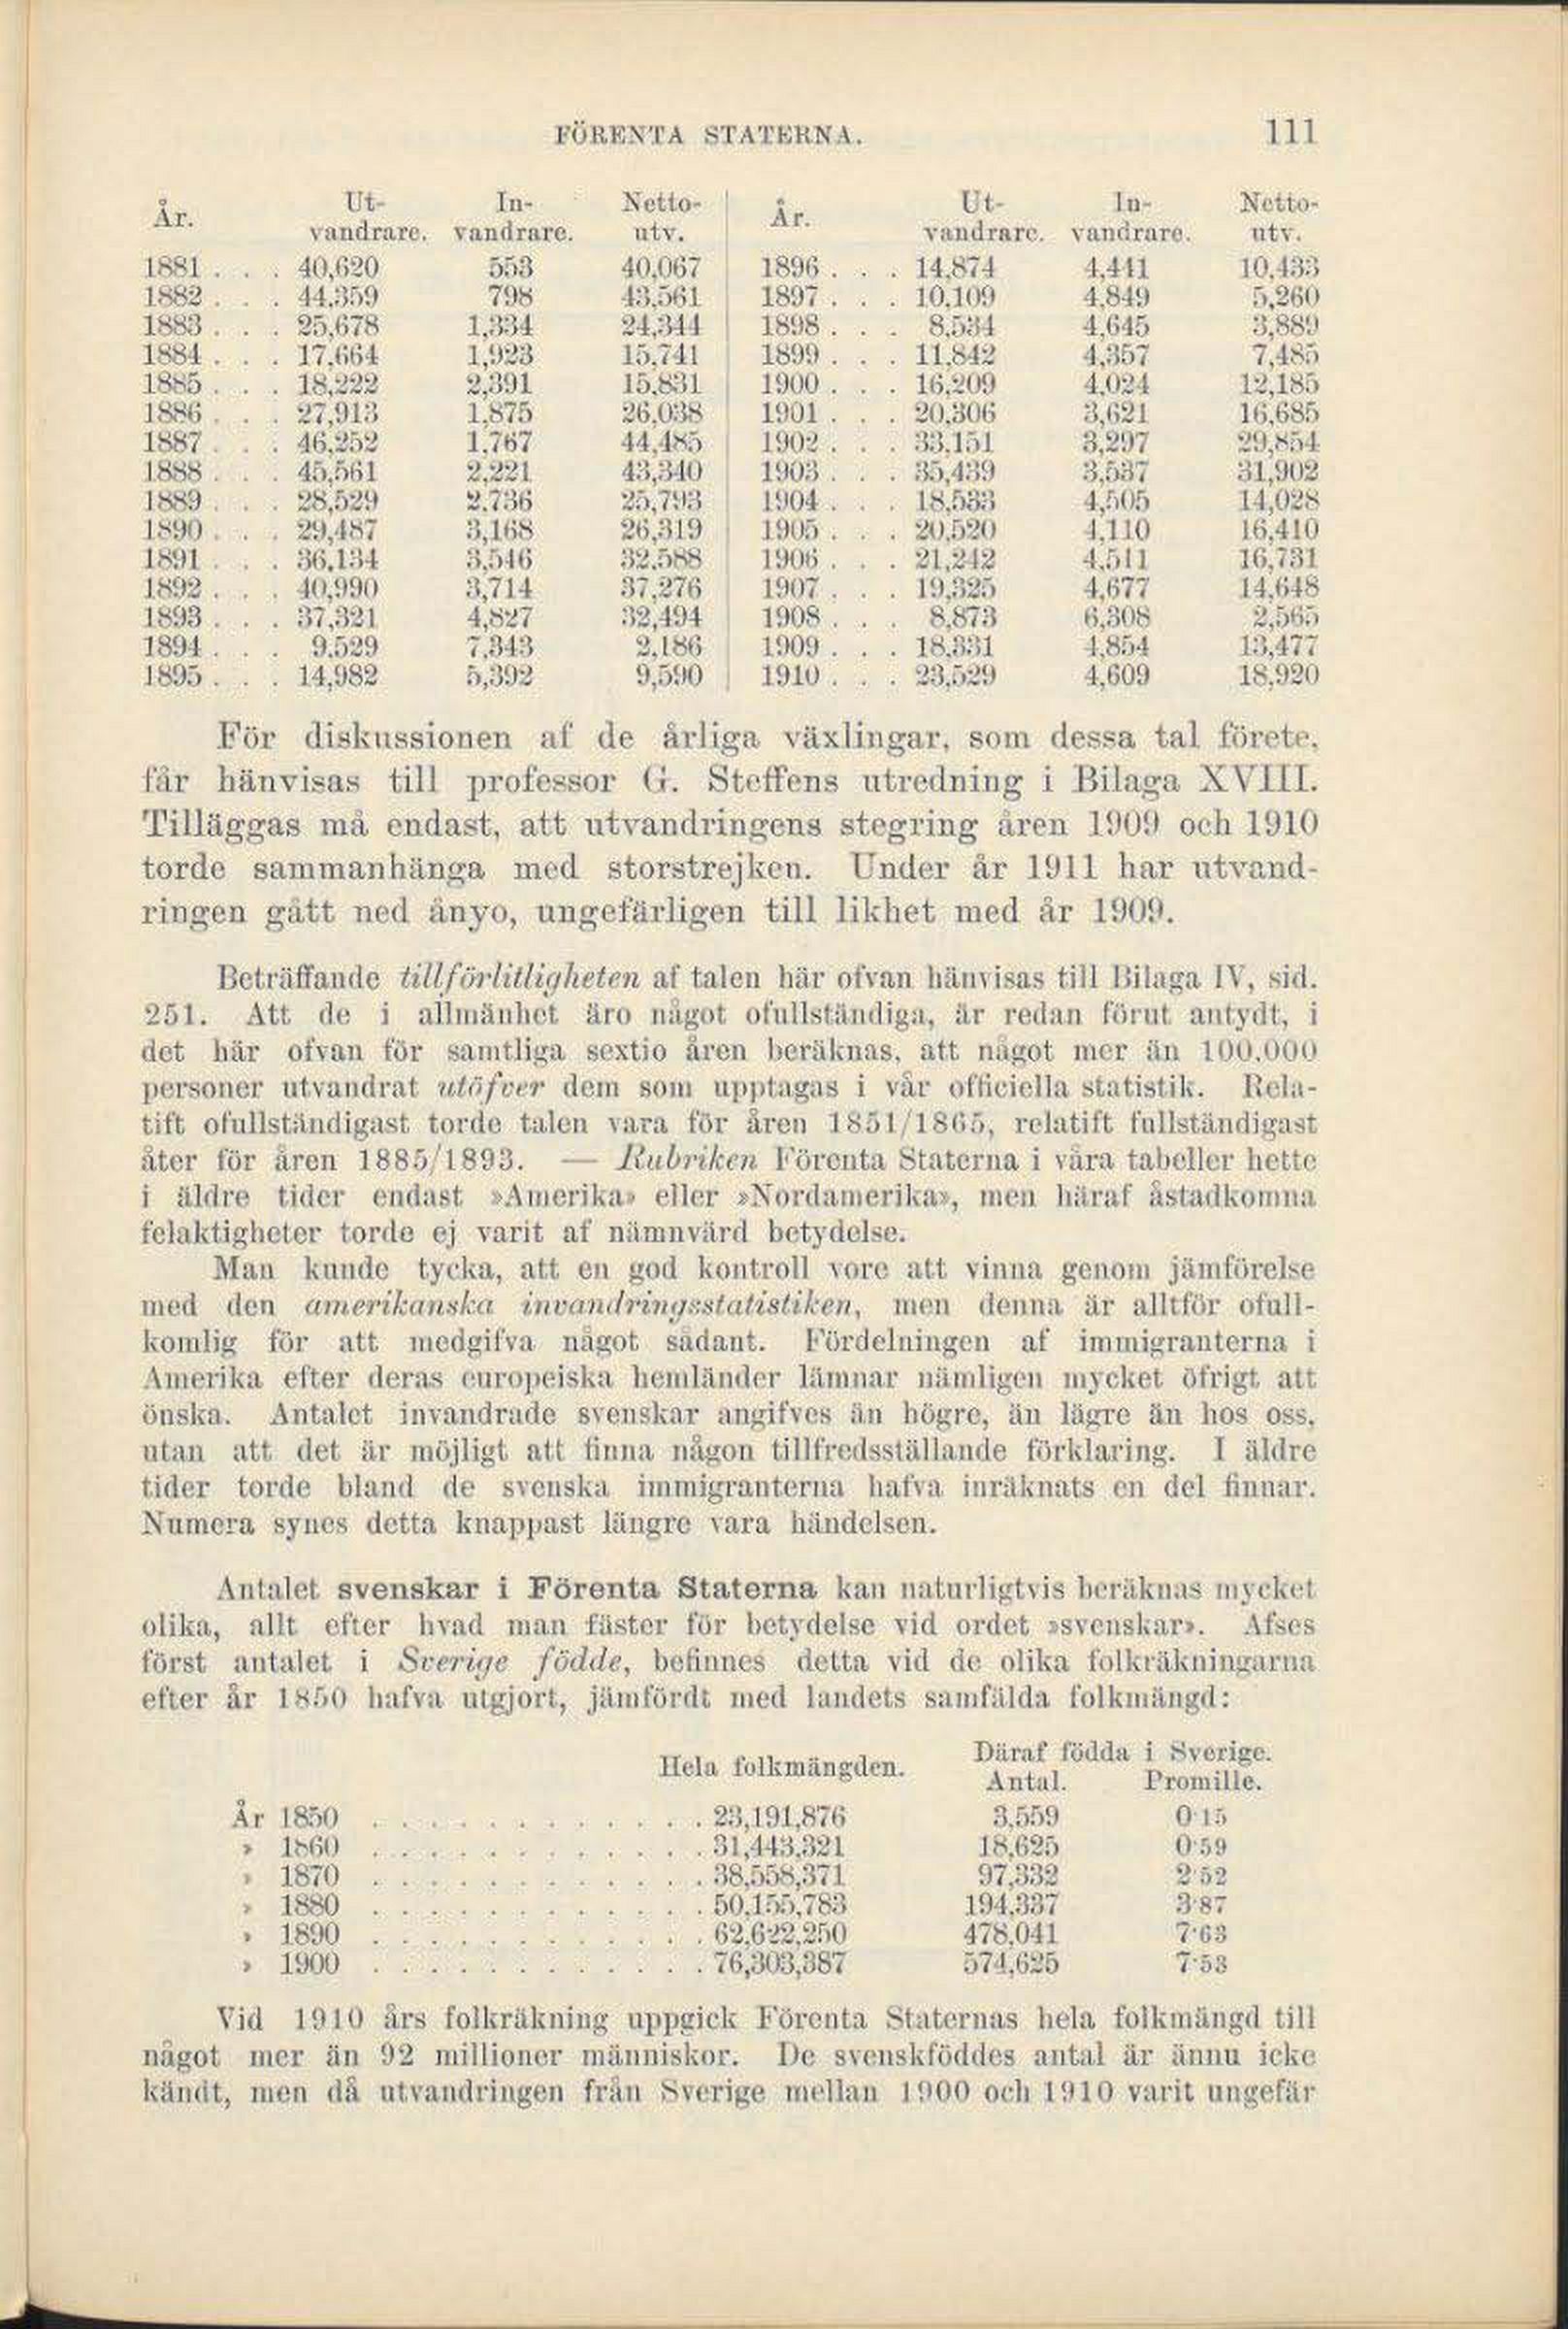 FÖRENTA STATERNA. 111
År. Ut- In- Netto- År. Ut- In- Netto-
vandrare. vandrare. utv. vandrare. vandrare. utv.
1881 . . . 40,620 553 40,067 1896 . . . 14,874 4,441 10,433
1882 . . . 44,359 798 43,561 1897 . . . 10,109 4,849 5,260
1883 . . . 25,678 1,334 24,344 1898 . . . 8,534 4,645 3,889
1884 . . . 17,664 1,923 15,741 1899 . . . 11,842 4,357 7,485
1885 . . . 18,222 2,391 15,831 1900 . . . 16,209 4,024 12,185
1886 . . . 27,913 1,875 26,038 1901 . . . 20,306 3,621 16,685
1887 . . . 46,252 1,767 44,485 1902 . . . 33,151 3,297 29,854
1888 . . . 45,561 2,221 43,340 1903 . . . 35,439 3,537 31,902
1889 . . . 28,529 2,736 25,793 1904 . . . 18,533 4,505 14,028
1890 . . . 29,487 3,168 26,319 1905 . . . 20,520 4,110 16,410
1891 . . . 36,134 3,546 32,588 1906 . . . 21,242 4,511 16,731
1892 . . . 40,990 3,714 37,276 1907 . . . 19,325 4,677 14,648
1893 . . . 37,321 4,827 32,494 1908 . . . 8,873 6,308 2,565
1894 . . . 9,529 7,343 2,186 1909 . . . 18,331 4,854 13,477
1895 . . . 14,982 5,392 9,590 1910 . . . 23,529 4,609 18,920
För diskussionen af de årliga växlingar, som dessa tal förete,
får hänvisas till professor G. Steffens utredning i Bilaga XVIII.
Tilläggas må endast, att utvandringens stegring åren 1909 och 1910
torde sammanhänga med storstrejken. Under år 1911 har utvand-
ringen gått ned ånyo, ungefärligen till likhet med år 1909.
Beträffande tillförlitligheten af talen här ofvan hänvisas till Bilaga IV, sid.
251. Att de i allmänhet äro något ofullständiga, är redan förut antydt, i
det här ofvan för samtliga sextio åren beräknas, att något mer än 100,000
personer utvandrat utöfver dem som upptagas i vår officiella statistik. Rela-
tift ofullständigast torde talen vara för åren 1851/1865, relatift fullständigast
åter för åren 1885/1893. — Rubriken Förenta Staterna i våra tabeller hette
i äldre tider endast »Amerika» eller »Nordamerika», men häraf åstadkomna
felaktigheter torde ej varit af nämnvärd betydelse.
Man kunde tycka, att en god kontroll vore att vinna genom jämförelse
med den amerikanska invandringsstatistiken, men denna är alltför ofull-
komlig för att medgifva något sådant. Fördelningen af immigranterna i
Amerika efter deras europeiska hemländer lämnar nämligen mycket öfrigt att
önska. Antalet invandrade svenskar angifves än högre, än lägre än hos oss,
utan att det är möjligt att finna någon tillfredsställande förklaring. I äldre
tider torde bland de svenska immigranterna hafva inräknats en del finnar.
Numera synes detta knappast längre vara händelsen.
Antalet svenskar i Förenta Staterna kan naturligtvis beräknas mycket
olika, allt efter hvad man fäster för betydelse vid ordet »svenskar». Afses
först antalet i Sverige födde, befinnes detta vid de olika folkräkningarna
efter år 1850 hafva utgjort, jämfördt med landets samfälda folkmängd:
Hela folkmängden. Däraf födda i Sverige.
Antal. Promille.
År 1850 . . . . . . . . . . . . 23,191,876 3,559 0·15
» 1860 . . . . . . . . . . . . 31,443,321 18,625 0·59
» 1870 . . . . . . . . . . . . 38,558,371 97,332 2·52
» 1880 . . . . . . . . . . . . 50,155,783 194,337 3·87
» 1890 . . . . . . . . . . . . 62,622,250 478,041 7·63
» 1900 . . . . . . . . . . . . 76,303,387 574,625 7·53
Vid 1910 års folkräkning uppgick Förenta Staternas hela folkmängd till
något mer än 92 millioner människor. De svenskföddes antal är ännu icke
kändt, men då utvandringen från Sverige mellan 1900 och 1910 varit ungefär